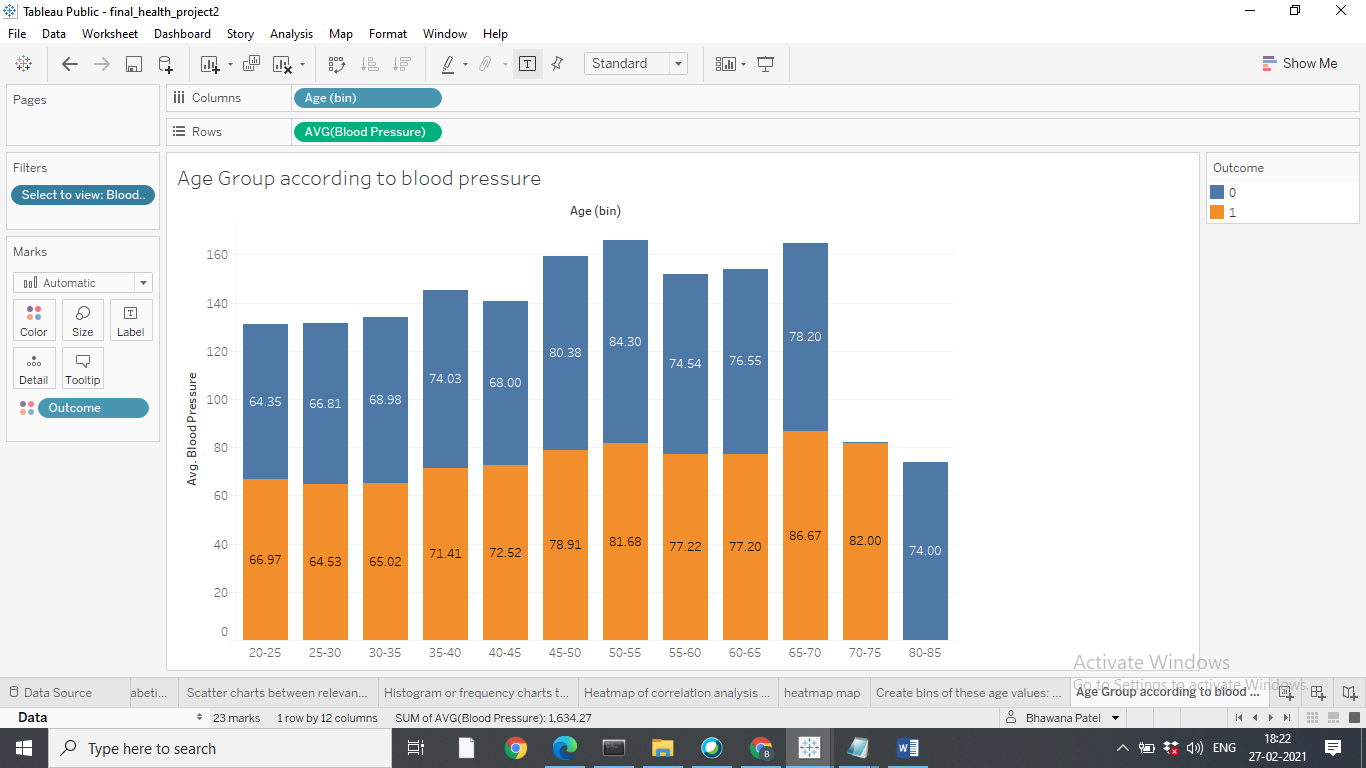 Tableau Public - final_health_project2
File Data Worksheet Dashboard Story Analysis Map Format Window Help
Standard
Show Me
Pages
Columns
Age (bin)
Rows
AVG(Blood Pressure)
Filters
Select to view: Blood..
Marks
Automatic
Color Size Label
Detail Tooltip
Outcome
Age Group according to blood pressure
Age (bin)
Avg. Blood Pressure
160
140
120
100
80
60
40
20
0
64.35 66.81 68.98 74.03 68.00 80.38 84.30 74.54 76.55 78.20
66.97 64.53 65.02 71.41 72.52 78.91 81.68 77.22 77.20 86.67 82.00 74.00
20-25 25-30 30-35 35-40 40-45 45-50 50-55 55-60 60-65 65-70 70-75 80-85
Outcome
0
1
Activate Windows
Go to Settings to activate Windows.
Data Source abeti... Scatter charts between relevan... Histogram or frequency charts t... Heatmap of correlation analysis ... heatmap map Create bins of these age values: ... Age Group according to blood ...
Data 23 marks 1 row by 12 columns SUM of AVG(Blood Pressure): 1,634.27 Bhawana Patel
Type here to search
ENG
18:22
27-02-2021